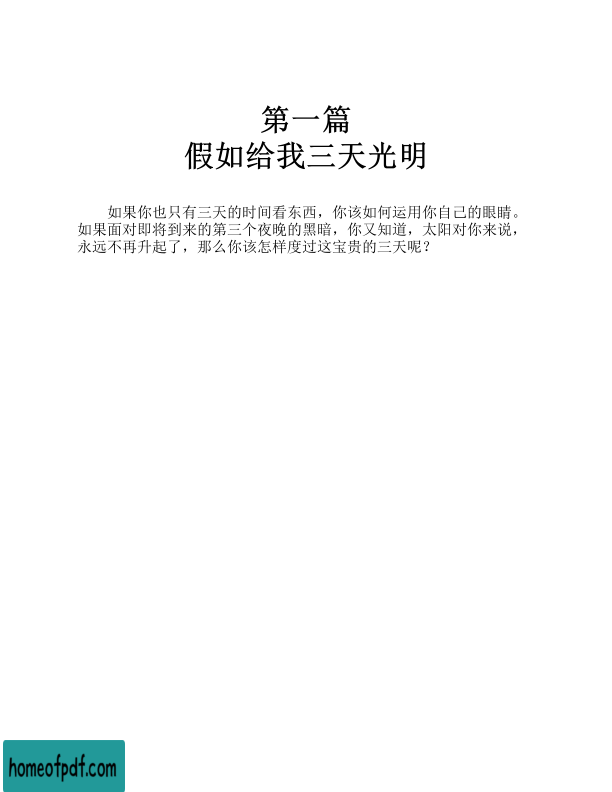 第一篇
假如给我三天光明
如果你也只有三天的时间看东西，你该如何运用你自己的眼睛。
如果面对即将到来的第三个夜晚的黑暗，你又知道，太阳对你来说，
永远不再升起了，那么你该怎样度过这宝贵的三天呢？
homeofpdf.com